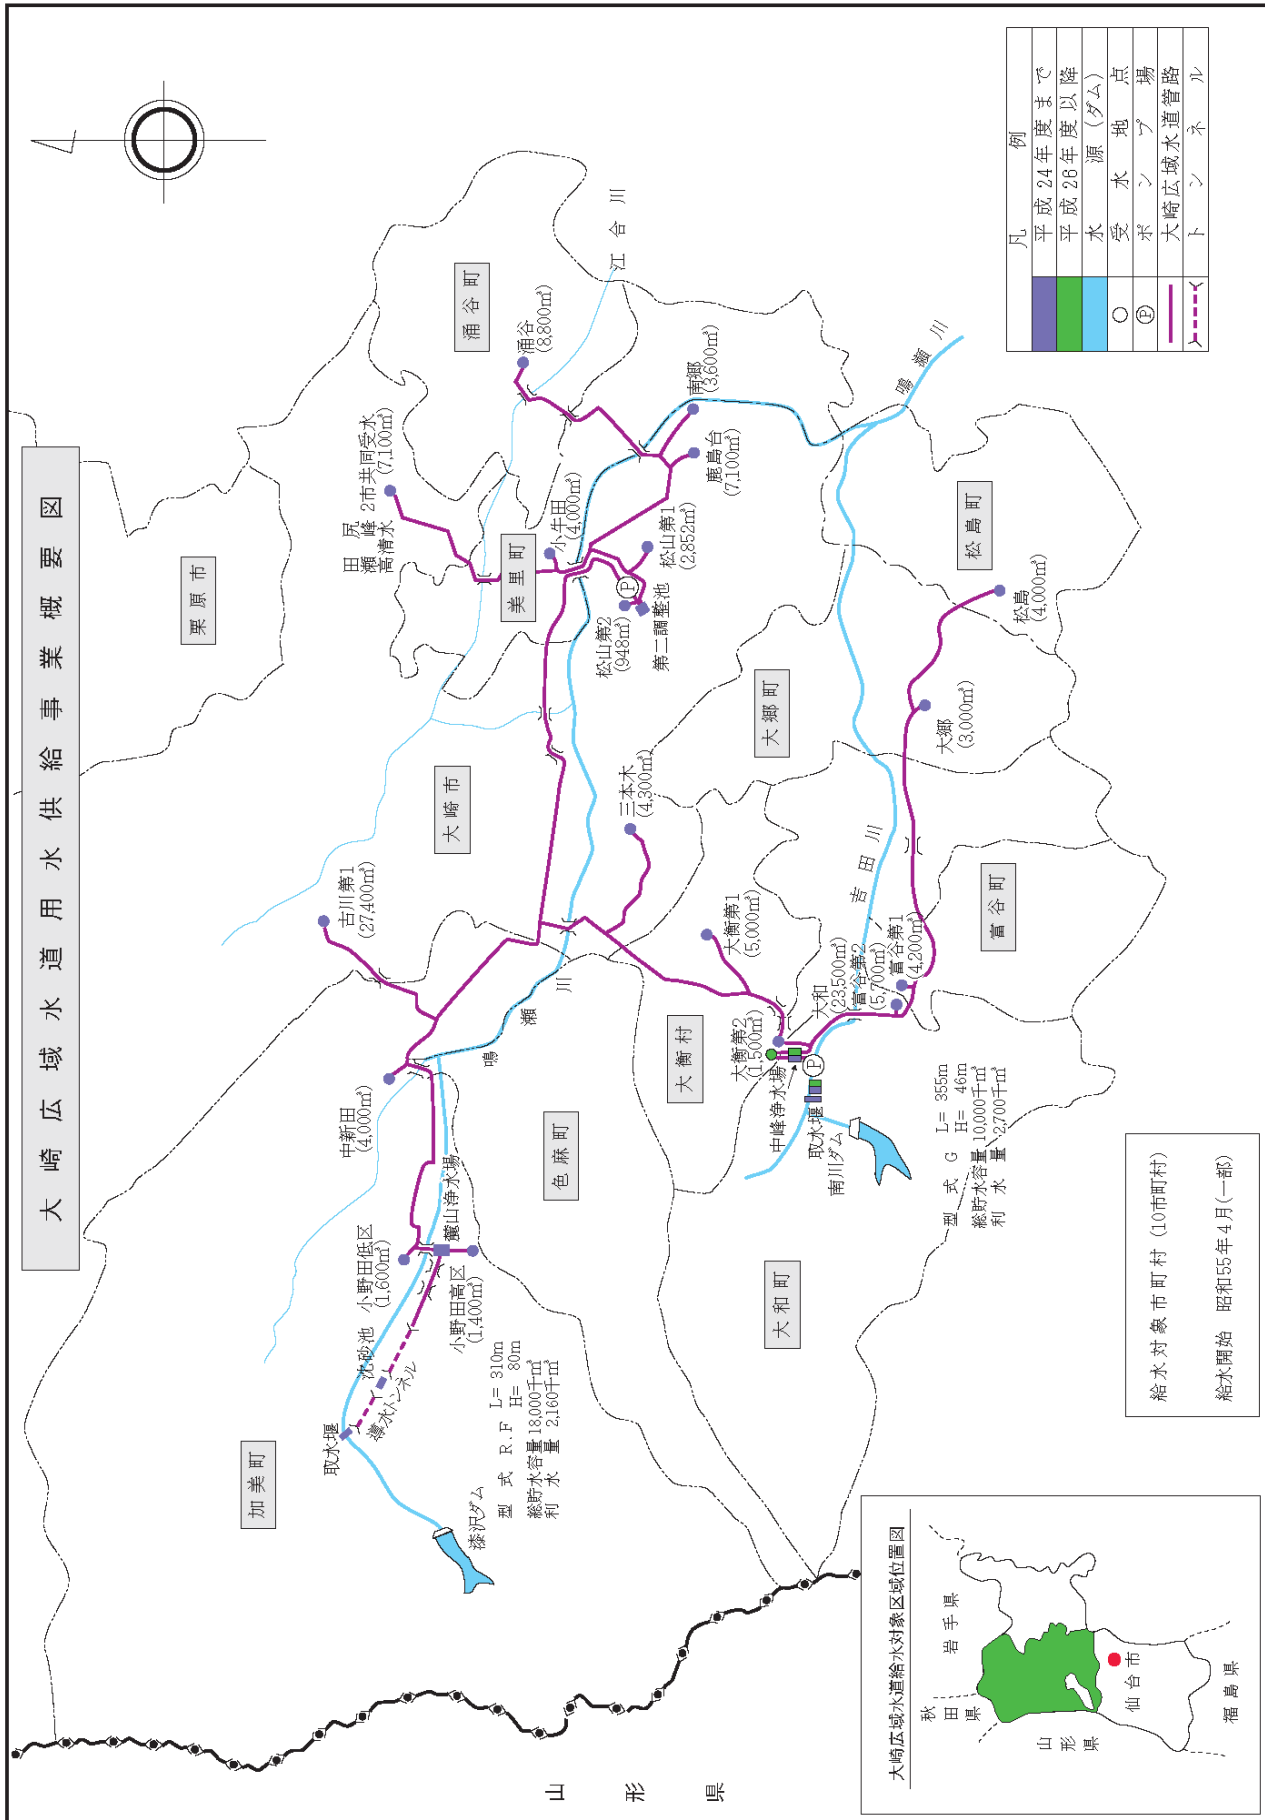 大崎広域水道用水供給事業概要図
栗原市
涌谷町
江合川
涌谷
(8,800㎥)
田尻
瀬峰
高清水
2市共同受水
(7,100㎥)
美里町
小牛田
(4,000㎥)
南郷
(3,600㎥)
鹿島台
(7,100㎥)
松山第1
(2,852㎥)
P
松山第2
(948㎥)
第二調整池
鳴瀬川
大崎市
古川第1
(27,400㎥)
三本木
(4,300㎥)
大郷町
松島町
松島
(4,000㎥)
大郷
(3,000㎥)
吉田川
富谷町
富谷第1
(4,200㎥)
富谷第2
(5,700㎥)
大和
(23,500㎥)
大衡第1
(5,000㎥)
大衡村
大衡第2
(1,500㎥)
中峰浄水場
P
取水堰
南川ダム
型式 G L= 355m
H= 46m
総貯水容量 10,000千㎥
利水量 2,700千㎥
鳴瀬川
中新田
(4,000㎥)
色麻町
麓山浄水場
小野田低区
(1,600㎥)
小野田高区
(1,400㎥)
沈砂池
導水トンネル
取水堰
加美町
漆沢ダム
型式 R.F L= 310m
H= 80m
総貯水容量 18,000千㎥
利水量 2,160千㎥
大和町
山形県
凡例
平成24年度まで
平成26年度以降
水源(ダム)
受水地点
P ポンプ場
大崎広域水道管路
トンネル
給水対象市町村 (10市町村)
給水開始 昭和55年4月(一部)
大崎広域水道給水対象区域位置図
秋田県
岩手県
山形県
仙台市
福島県